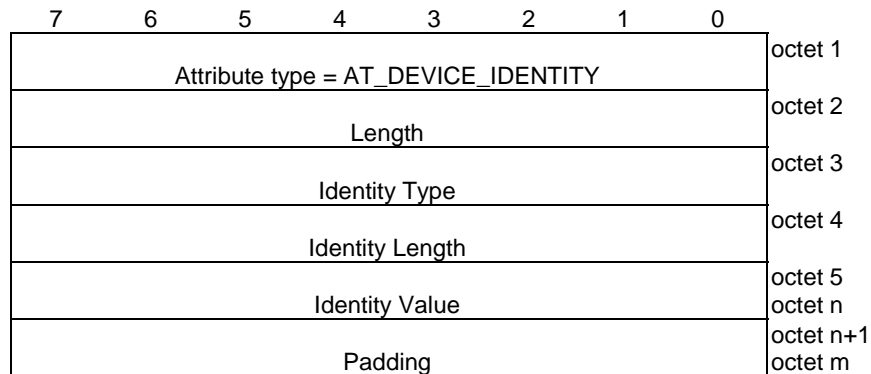 7 6 5 4 3 2 1 0
octet 1
Attribute type = AT_DEVICE_IDENTITY
octet 2
Length
octet 3
Identity Type
octet 4
Identity Length
octet 5
Identity Value octet n
octet n+1
Padding octet m